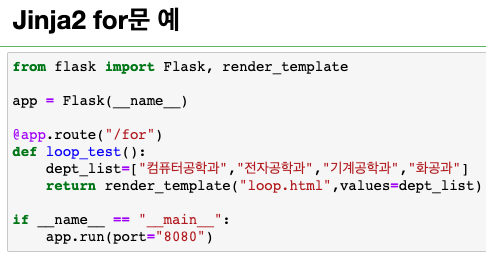 Jinja2 for문 예
from flask import Flask, render_template
app = Flask(__name__)
@app.route("/for")
def loop_test():
    dept_list=["컴퓨터공학과","전자공학과","기계공학과","화공과"]
    return render_template("loop.html",values=dept_list)
if __name__ == "__main__":
    app.run(port="8080")